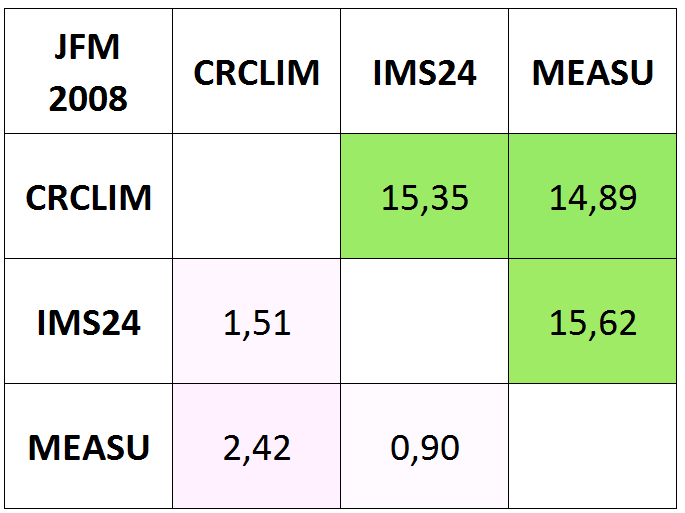 JFM
2008
CRCLIM
IMS24
MEASU
CRCLIM
15,35
14,89
IMS24
1,51
15,62
MEASU
2,42
0,90